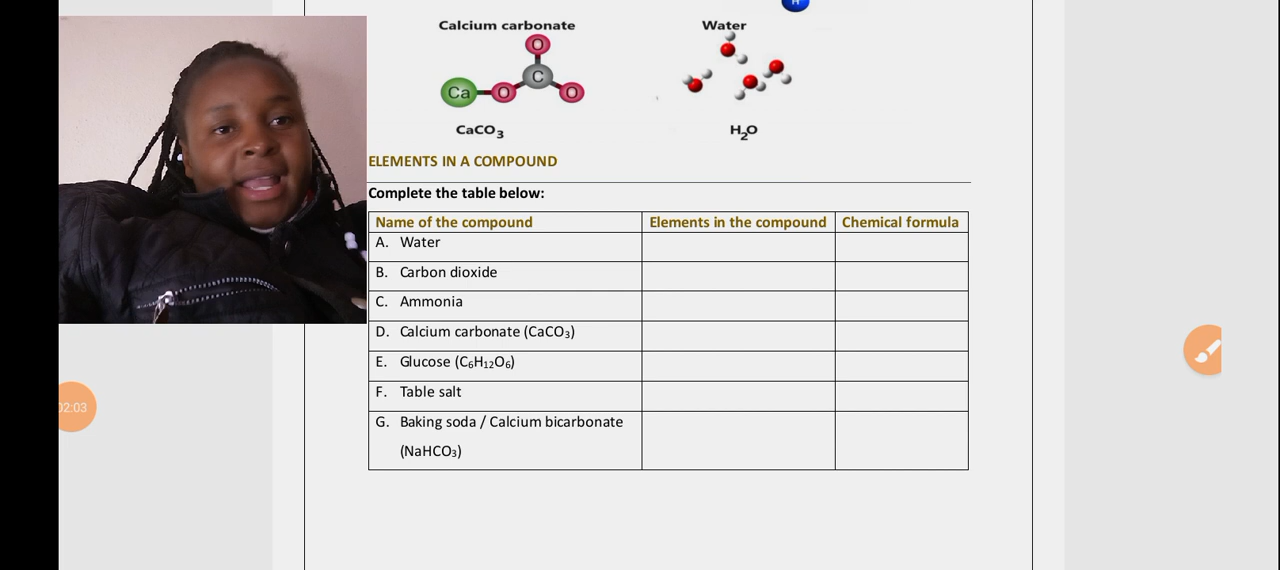 H
Calcium carbonate Water
O
C
Ca O O
CaCO₃ H₂O
ELEMENTS IN A COMPOUND
Complete the table below:
Name of the compound Elements in the compound Chemical formula
A. Water
B. Carbon dioxide
C. Ammonia
D. Calcium carbonate (CaCO₃)
E. Glucose (C₆H₁₂O₆)
F. Table salt
G. Baking soda / Calcium bicarbonate
(NaHCO₃)
02:03